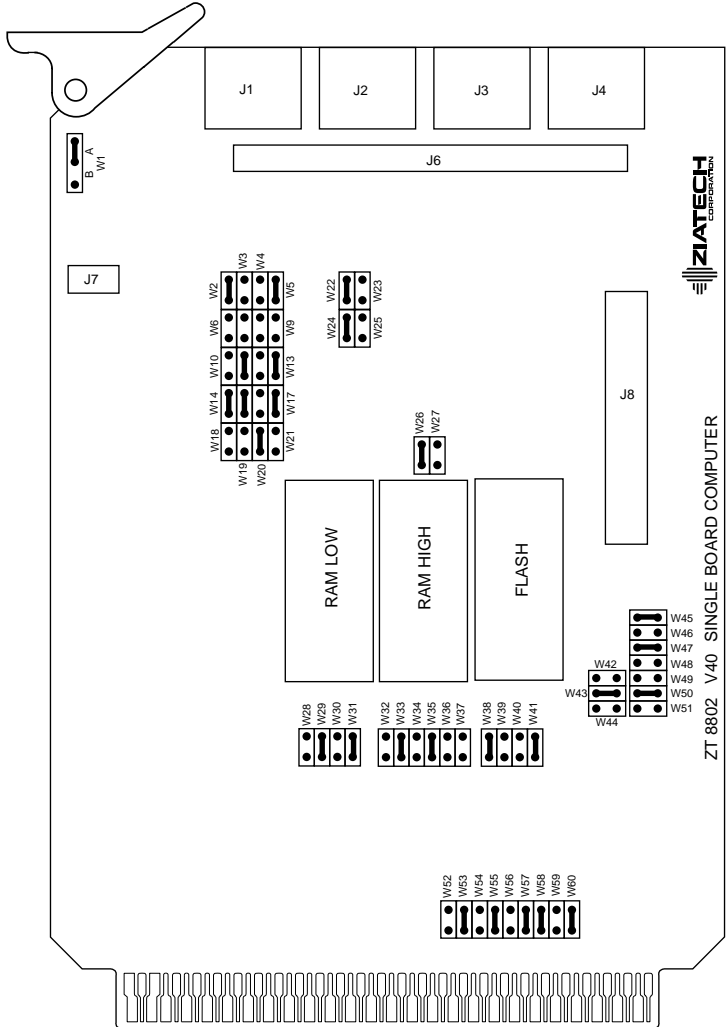 J1
J2
J3
J4
J6
A
B
W1
J7
ZIATECH
CORPORATION
W3
W4
W2
W5
W22
W23
W6
W9
W24
W25
W10
W13
W14
W17
W18
W21
W19
W20
W26
W27
J8
RAM LOW
RAM HIGH
FLASH
W45
W46
W47
W48
W49
W50
W51
W42
W43
W44
W28
W29
W30
W31
W32
W33
W34
W35
W36
W37
W38
W39
W40
W41
ZT 8802 V40 SINGLE BOARD COMPUTER
W52
W53
W54
W55
W56
W57
W58
W59
W60